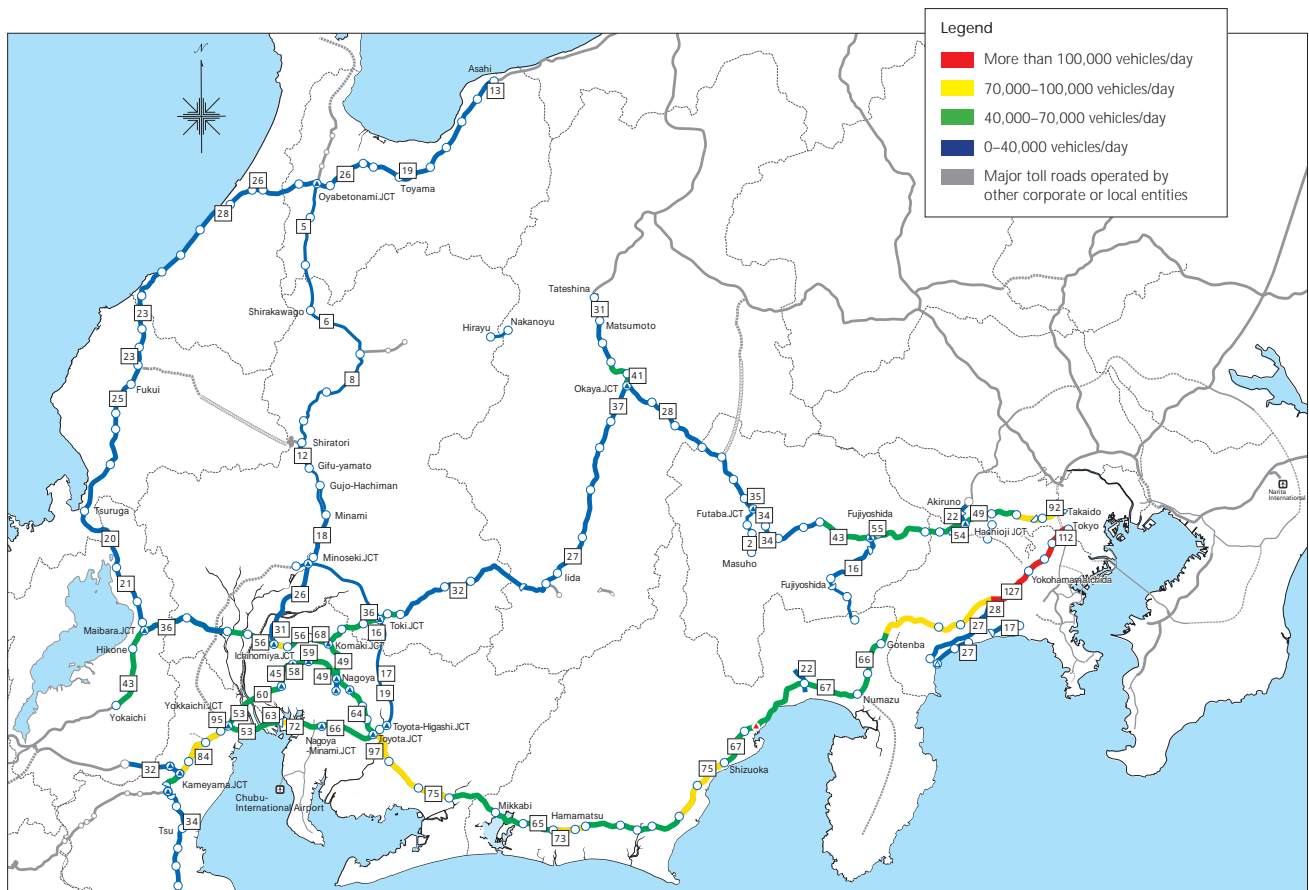 Legend
More than 100,000 vehicles/day
70,000–100,000 vehicles/day
40,000–70,000 vehicles/day
0–40,000 vehicles/day
Major toll roads operated by
other corporate or local entities
N
Asahi
13
26
19
Toyama
26
Oyabetonami.JCT
28
5
Tateshina
31
Matsumoto
Shirakawago
6
23
Hirayu
Nakanoyu
23
8
Fukui
25
Okaya.JCT
41
37
28
Shiratori
12
Gifu-yamato
Gujo-Hachiman
Minami
18
Tsuruga
20
21
Minoseki.JCT
26
27
Iida
32
35
Futaba.JCT
34
34
2
Masuho
43
Fujiyoshida
55
16
Fujiyoshida
Akiruno
22
49
54
Hachioji JCT
92
Takaido
Tokyo
112
Narita
International
Yokohamamachida
127
28
27
17
27
Gotenba
66
Numazu
67
22
67
Shizuoka
75
Maibara.JCT
36
Hikone
43
Yokaichi
31
56
56
68
Ichinomiya.JCT
Komaki.JCT
36
Toki.JCT
16
59
58
45
49
49
Nagoya
17
19
60
Yokkaichi.JCT
53
95
53
63
72
Nagoya
-Minami.JCT
66
64
Toyota-Higashi.JCT
Toyota.JCT
97
84
32
Kameyama.JCT
Chubu-
International Airport
Tsu
34
75
Mikkabi
65
Hamamatsu
73